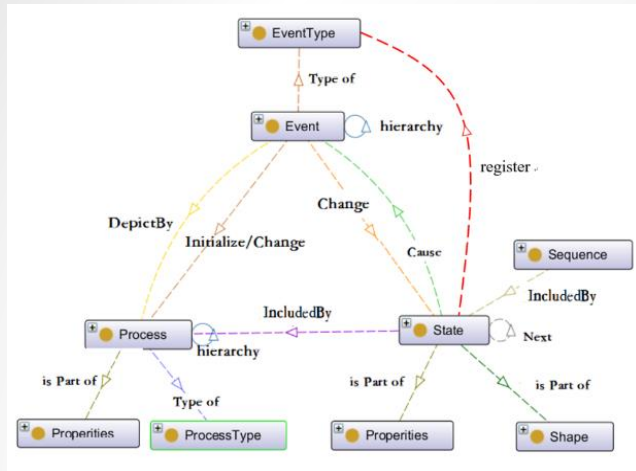 EventType
Type of
Event
hierarchy
register
DepictBy
Initialize/Change
Change
Cause
Sequence
IncludedBy
IncludedBy
Process
hierarchy
State
Next
is Part of
Type of
is Part of
is Part of
Properities
ProcessType
Properities
Shape